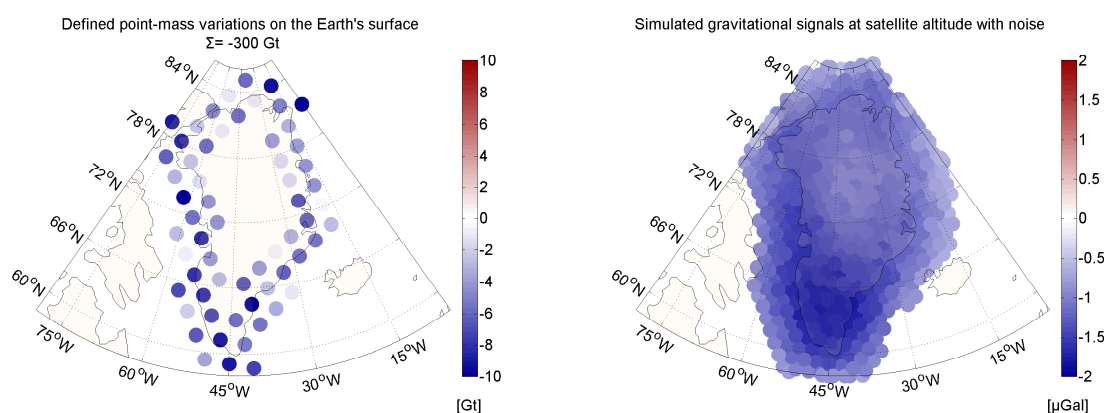 Defined point-mass variations on the Earth's surface
Σ= -300 Gt
84°N
78°N
72°N
66°N
60°N
75°W
60°W
45°W
30°W
15°W
10
8
6
4
2
0
-2
-4
-6
-8
-10
[Gt]
Simulated gravitational signals at satellite altitude with noise
84°N
78°N
72°N
66°N
60°N
75°W
60°W
45°W
30°W
15°W
2
1.5
1
0.5
0
-0.5
-1
-1.5
-2
[µGal]